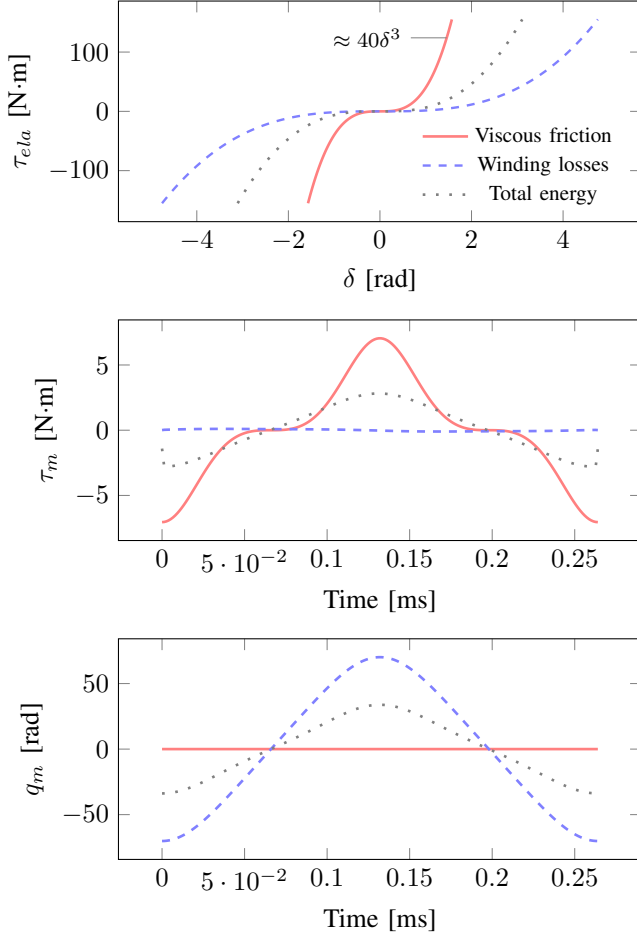 ≈ 40δ³
100
0
−100
τ_ela [N·m]
Viscous friction
Winding losses
Total energy
−4 −2 0 2 4
δ [rad]
5
0
−5
τ_m [N·m]
0 5 · 10⁻² 0.1 0.15 0.2 0.25
Time [ms]
50
0
−50
q_m [rad]
0 5 · 10⁻² 0.1 0.15 0.2 0.25
Time [ms]